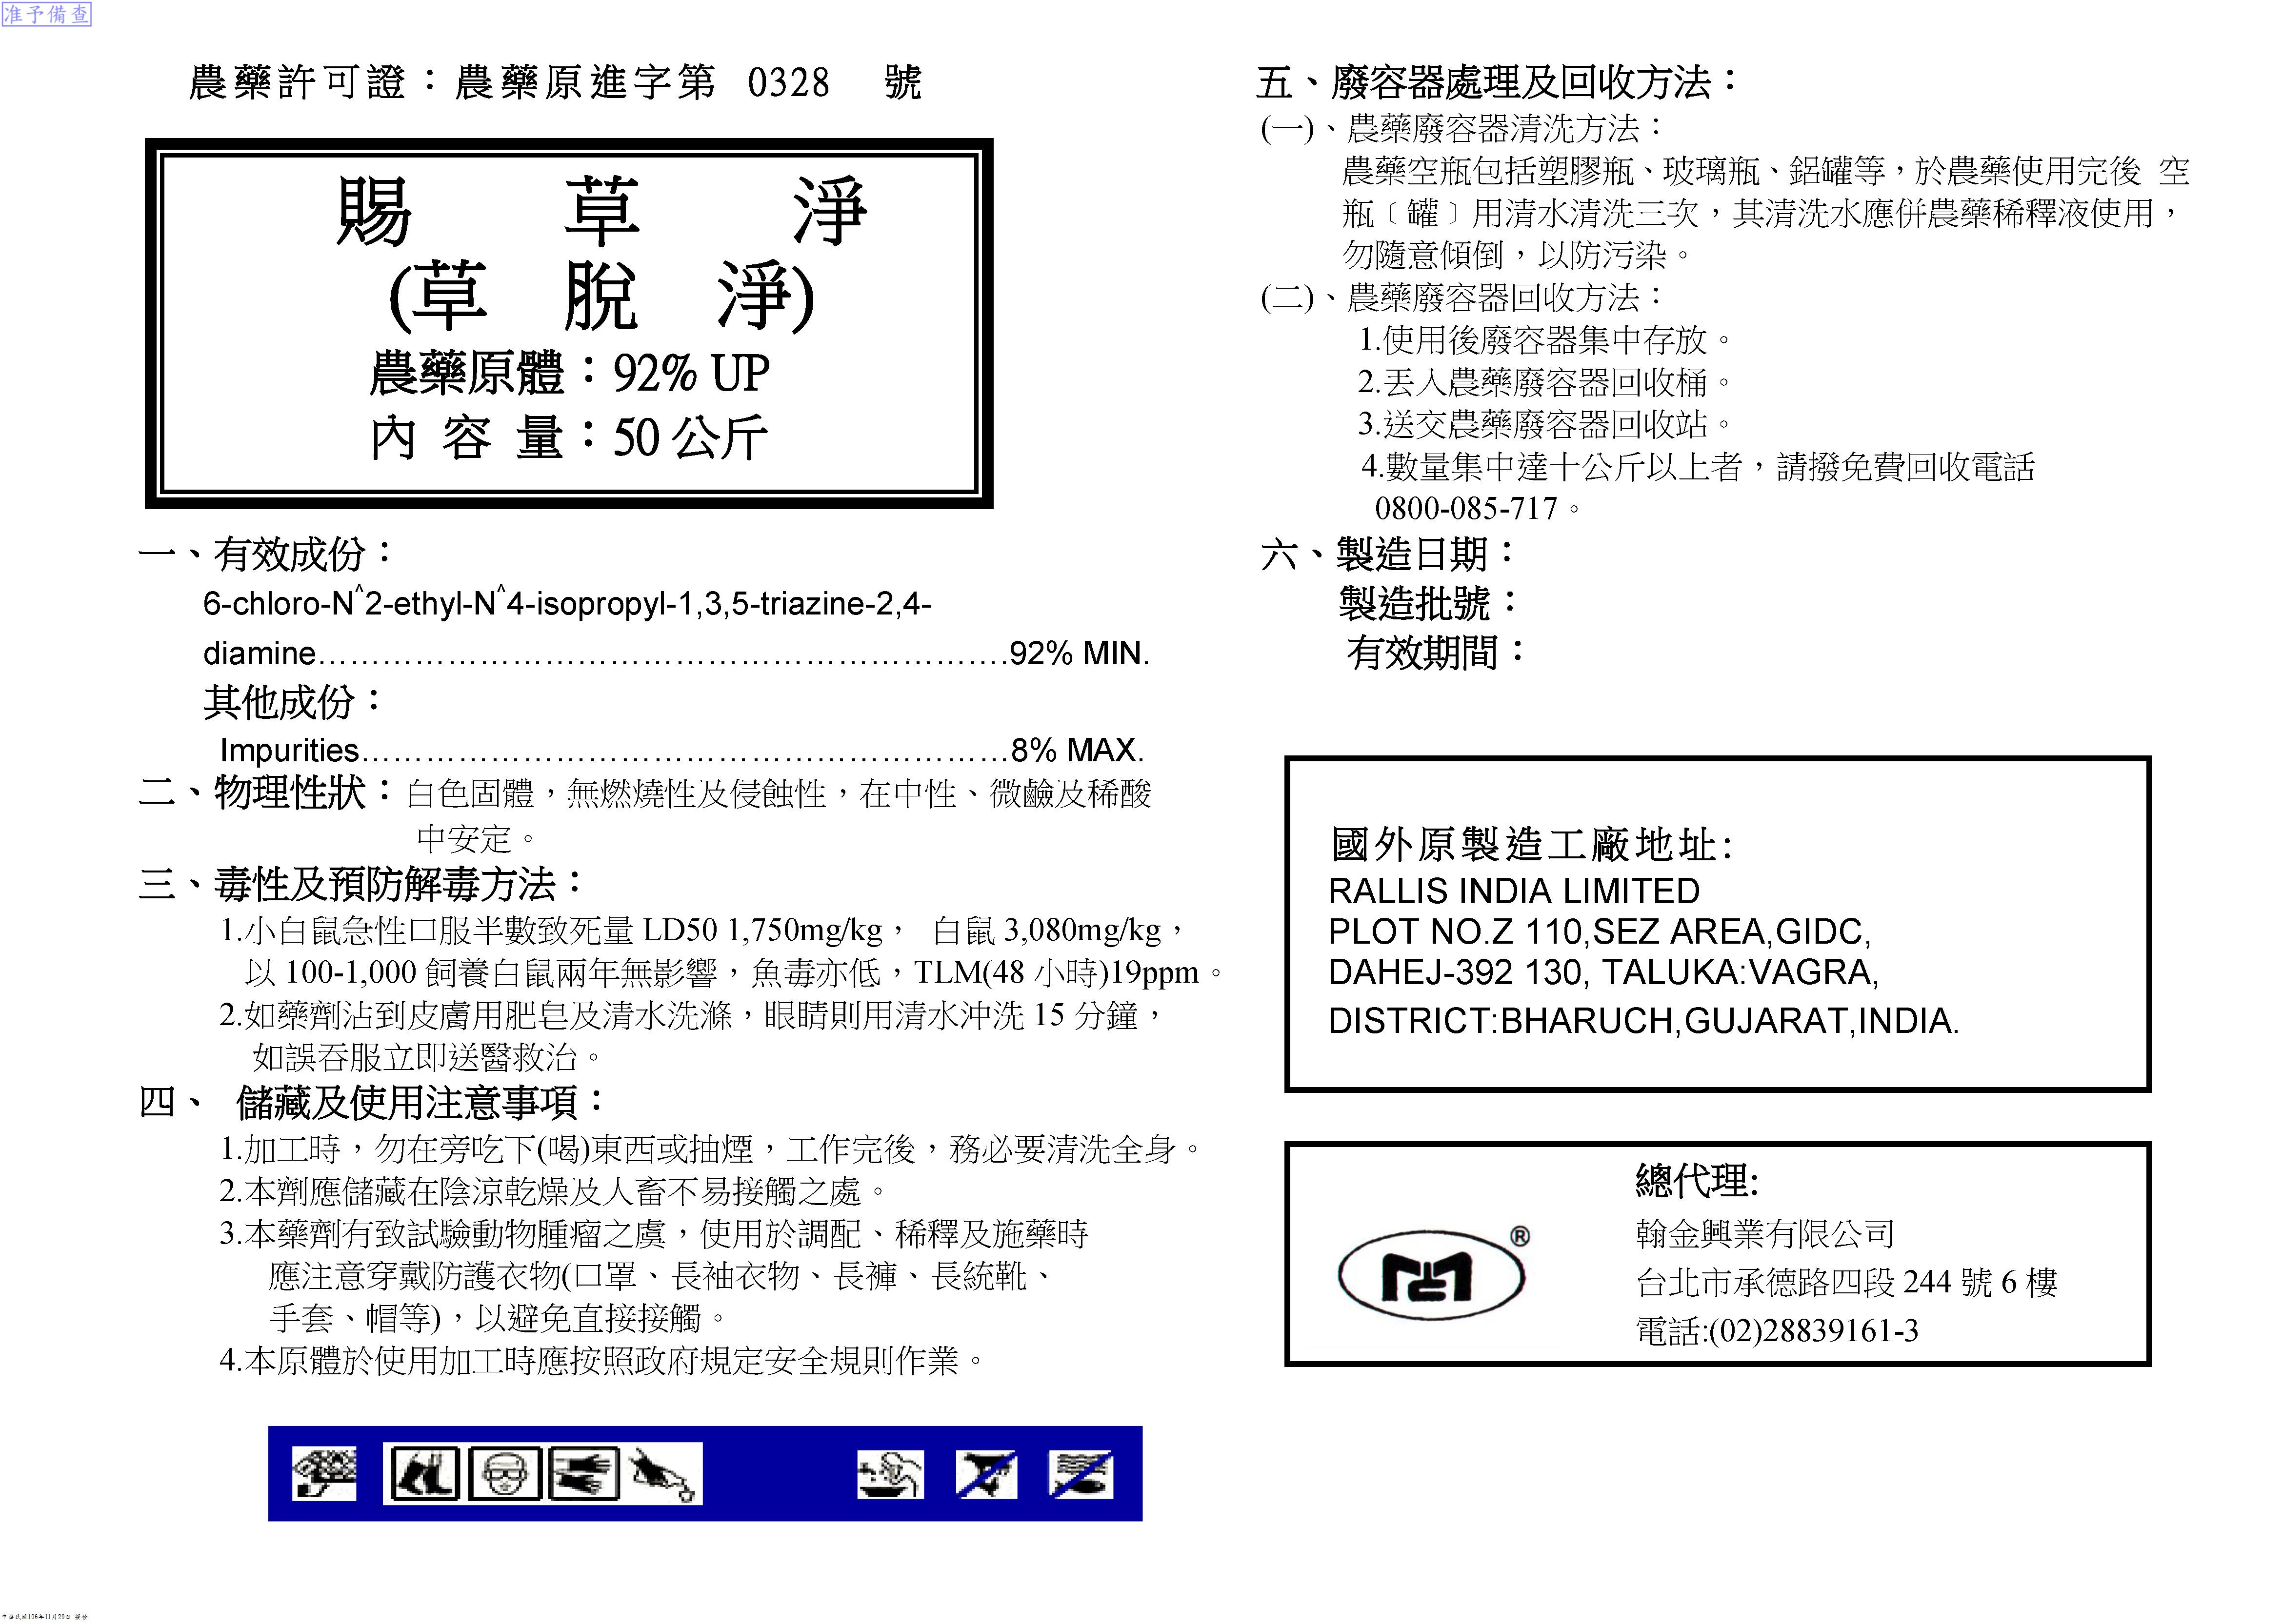 准予備查
農藥許可證：農藥原進字第 0328 號
賜 草 淨
(草 脫 淨)
農藥原體：92% UP
內 容 量：50 公斤
一、有效成份：
6-chloro-N^2-ethyl-N^4-isopropyl-1,3,5-triazine-2,4-
diamine……………………………………………………….92% MIN.
其他成份：
Impurities……………………………………………………8% MAX.
二、物理性狀：白色固體，無燃燒性及侵蝕性，在中性、微鹼及稀酸
中安定。
三、毒性及預防解毒方法：
1.小白鼠急性口服半數致死量 LD50 1,750mg/kg， 白鼠 3,080mg/kg，
以 100-1,000 飼養白鼠兩年無影響，魚毒亦低，TLM(48 小時)19ppm。
2.如藥劑沾到皮膚用肥皂及清水洗滌，眼睛則用清水沖洗 15 分鐘，
如誤吞服立即送醫救治。
四、 儲藏及使用注意事項：
1.加工時，勿在旁吃下(喝)東西或抽煙，工作完後，務必要清洗全身。
2.本劑應儲藏在陰涼乾燥及人畜不易接觸之處。
3.本藥劑有致試驗動物腫瘤之虞，使用於調配、稀釋及施藥時
應注意穿戴防護衣物(口罩、長袖衣物、長褲、長統靴、
手套、帽等)，以避免直接接觸。
4.本原體於使用加工時應按照政府規定安全規則作業。
五、廢容器處理及回收方法：
(一)、農藥廢容器清洗方法：
農藥空瓶包括塑膠瓶、玻璃瓶、鋁罐等，於農藥使用完後 空
瓶﹝罐﹞用清水清洗三次，其清洗水應併農藥稀釋液使用，
勿隨意傾倒，以防污染。
(二)、農藥廢容器回收方法：
1.使用後廢容器集中存放。
2.丟入農藥廢容器回收桶。
3.送交農藥廢容器回收站。
4.數量集中達十公斤以上者，請撥免費回收電話
0800-085-717。
六、製造日期：
製造批號：
有效期間：
國外原製造工廠地址:
RALLIS INDIA LIMITED
PLOT NO.Z 110,SEZ AREA,GIDC,
DAHEJ-392 130, TALUKA:VAGRA,
DISTRICT:BHARUCH,GUJARAT,INDIA.
®
總代理:
翰金興業有限公司
台北市承德路四段 244 號 6 樓
電話:(02)28839161-3
中華民國106年11月20日